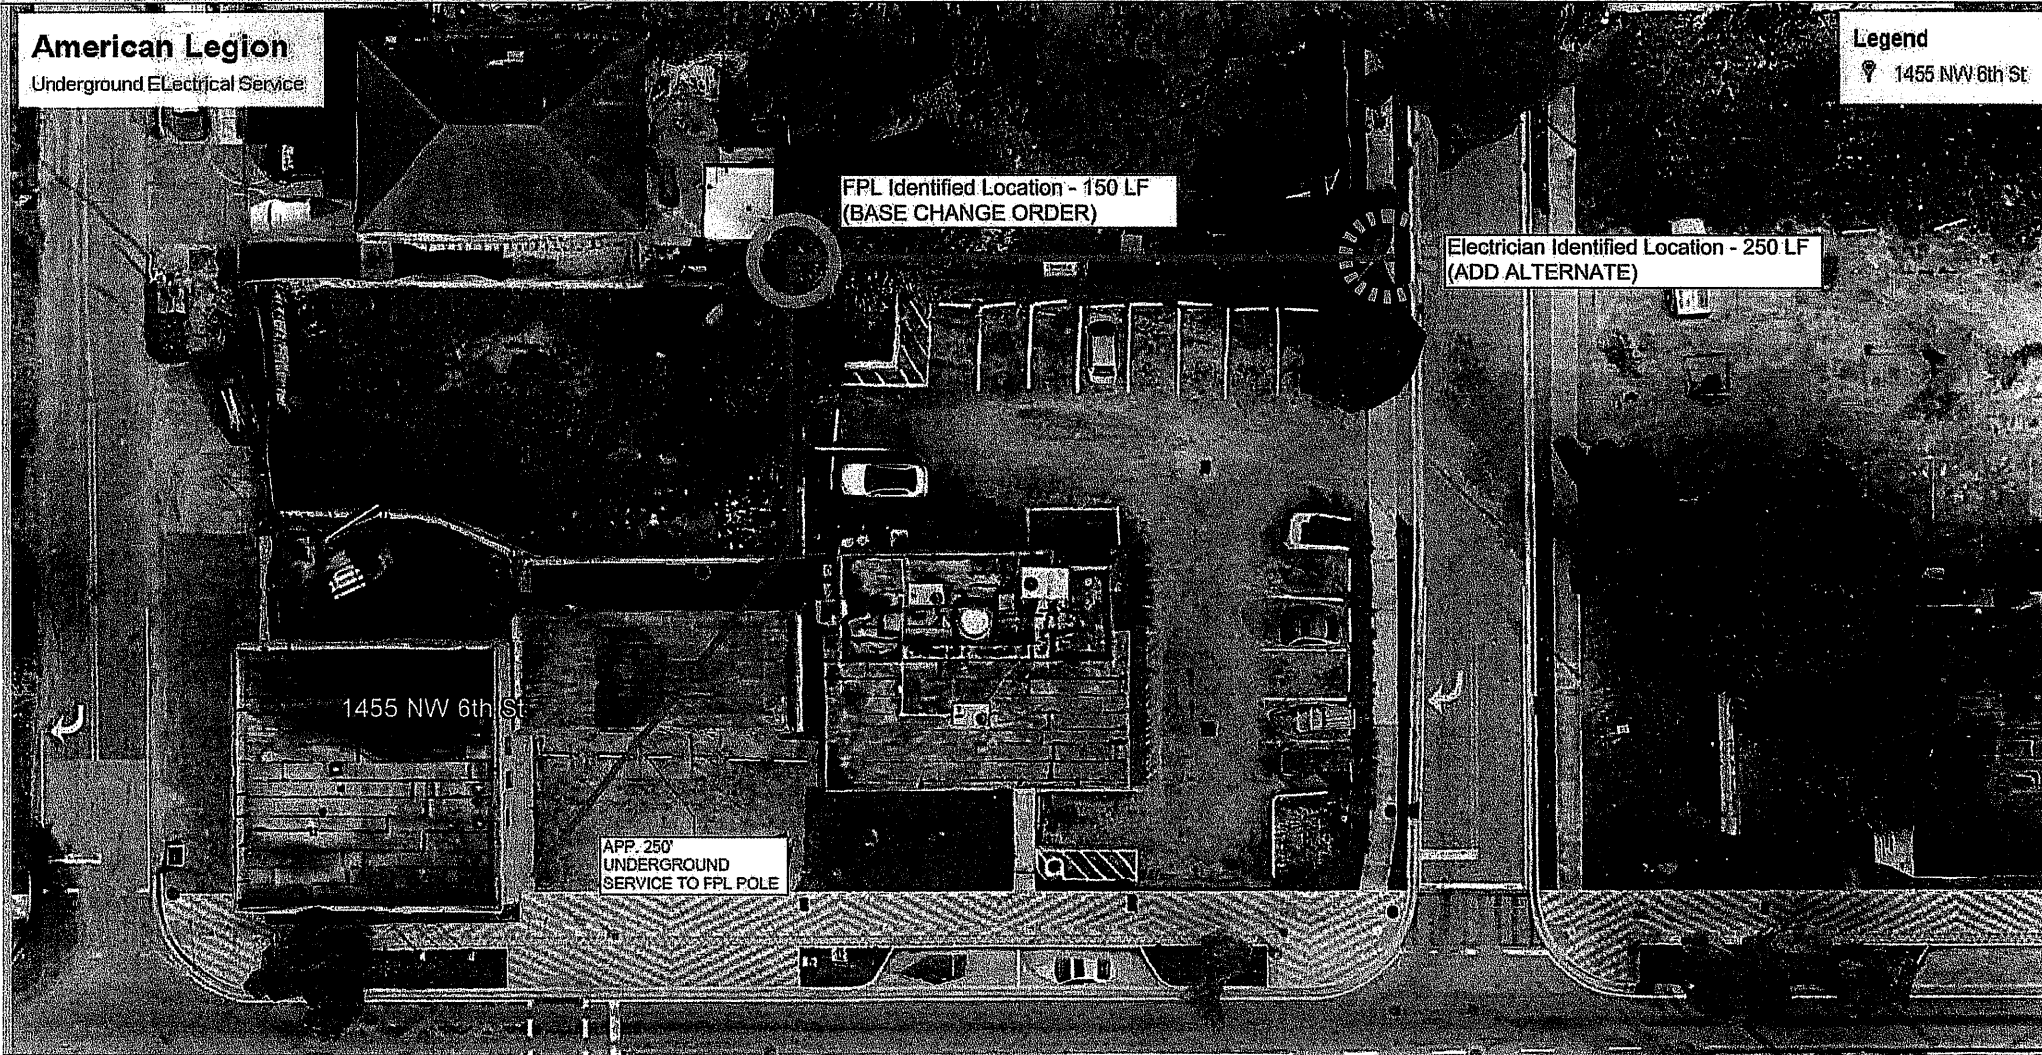 American Legion
Underground ELectrical Service
Legend
1455 NW 6th St
FPL Identified Location - 150 LF
(BASE CHANGE ORDER)
Electrician Identified Location - 250 LF
(ADD ALTERNATE)
1455 NW 6th St
APP. 250'
UNDERGROUND
SERVICE TO FPL POLE